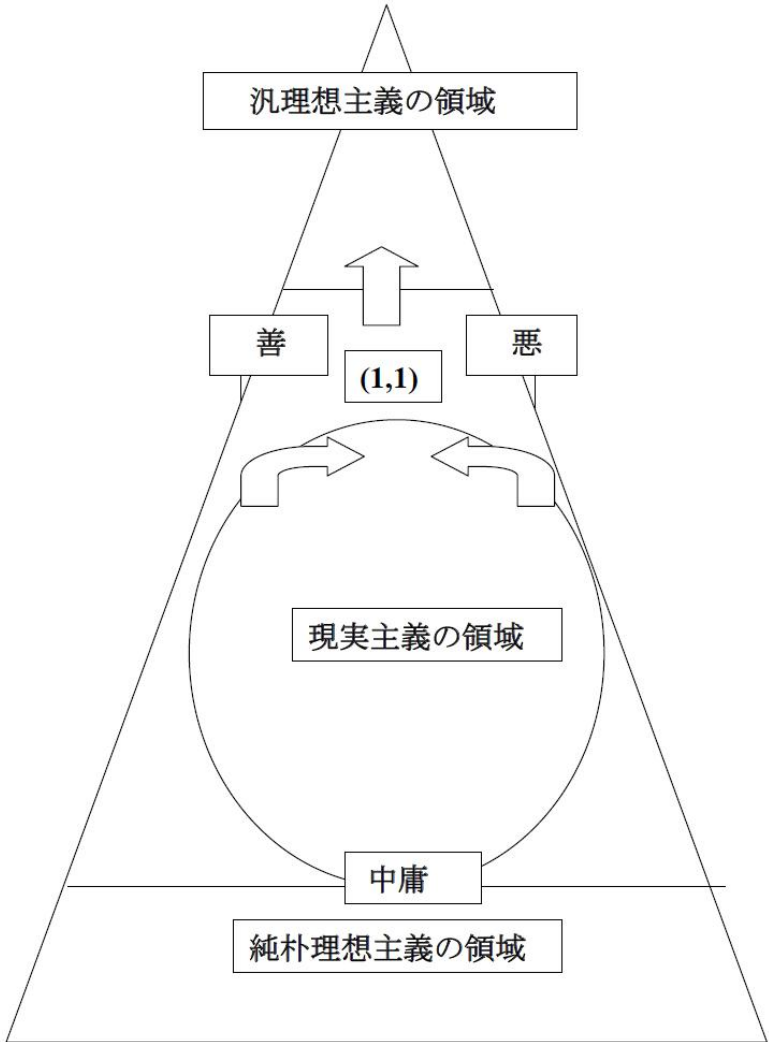 汎理想主義の領域
善
悪
(1,1)
現実主義の領域
中庸
純朴理想主義の領域